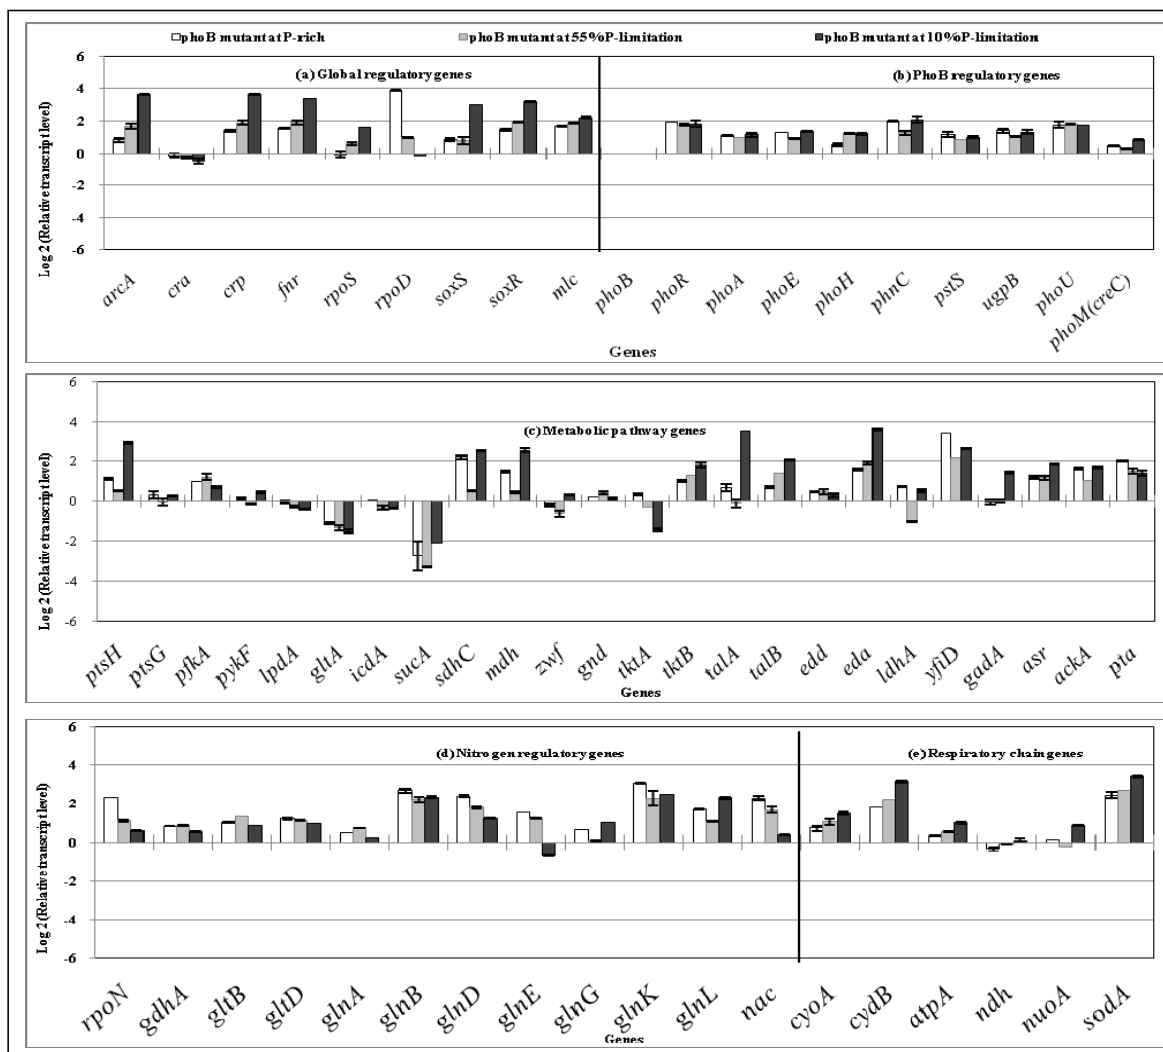 phoB mutant at P-rich phoB mutant at 55%P-limitation phoB mutant at 10%P-limitation
(a) Global regulatory genes (b) PhoB regulatory genes
Log 2 (Relative transcript level)
6
4
2
0
-2
-4
-6
arcA cra crp fnr rpoS rpoD soxS soxR mlc phoB phoR phoA phoE phoH phnC pstS ugpB phoU phoM(creC)
Genes
(c) Metabolic pathway genes
Log 2 (Relative transcript level)
6
4
2
0
-2
-4
-6
ptsH ptsG pfkA pykF lpdA gltA icdA sucA sdhC mdh zwf gnd tktA tktB talA talB edd eda ldhA yfiD gadA asr ackA pta
Genes
(d) Nitrogen regulatory genes (e) Respiratory chain genes
Log 2 (Relative transcript level)
6
4
2
0
-2
-4
-6
rpoN gdhA gltB gltD glnA glnB glnD glnE glnG glnK glnL nac cyoA cydB atpA ndh nuoA sodA
Genes